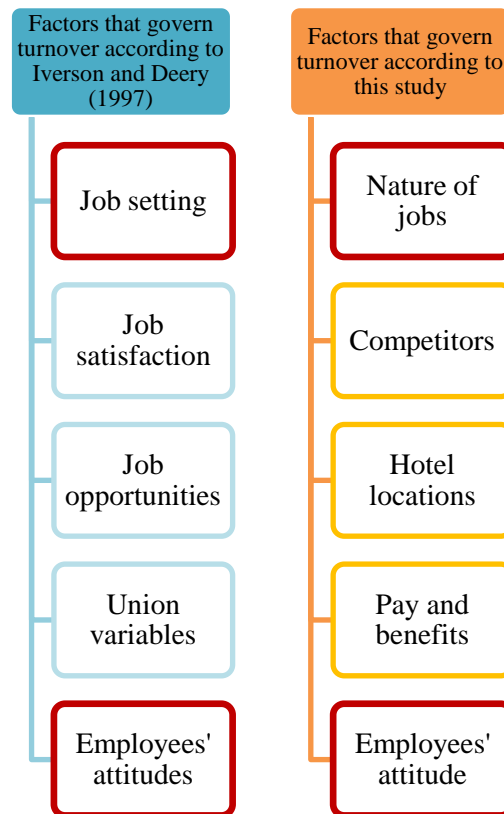 Factors that govern
turnover according to
Iverson and Deery
(1997)
Job setting
Job
satisfaction
Job
opportunities
Union
variables
Employees'
attitudes
Factors that govern
turnover according to
this study
Nature of
jobs
Competitors
Hotel
locations
Pay and
benefits
Employees'
attitude